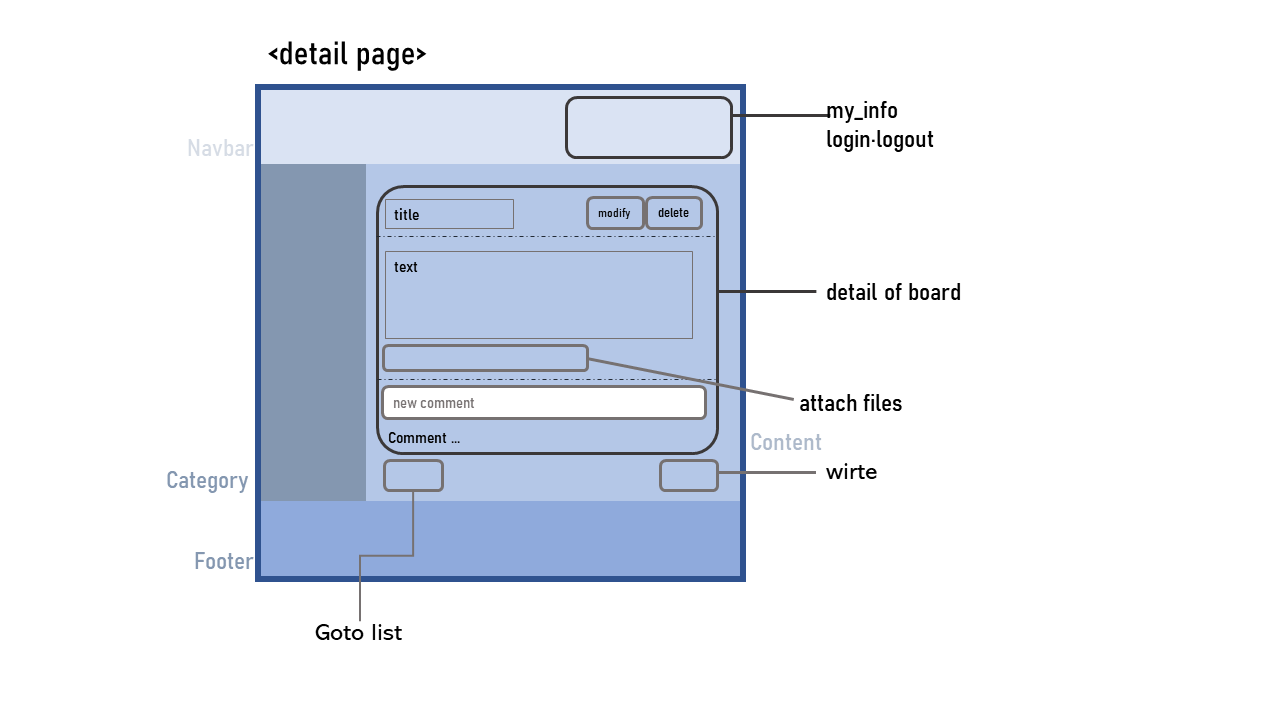 <detail page>
my_info
login·logout
Navbar
title
modify
delete
text
detail of board
attach files
new comment
Comment ...
Content
Category
wirte
Footer
Goto list